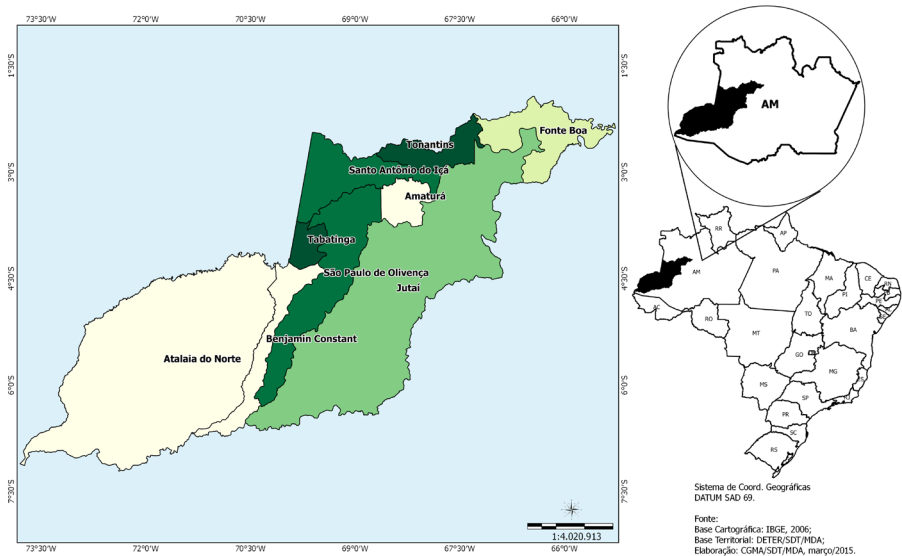 73°30'W 72°0'W 70°30'W 69°0'W 67°30'W 66°0'W
1°30'S 1°30'S
3°0'S 3°0'S
4°30'S 4°30'S
6°0'S 6°0'S
7°30'S 7°30'S
Fonte Boa
Tonantins
Santo Antônio do Içá
Amaturá
Tabatinga
São Paulo de Olivença
Jutaí
Benjamin Constant
Atalaia do Norte
1:4.020.913
73°30'W 72°0'W 70°30'W 69°0'W 67°30'W 66°0'W
AM
RR
AP
AM
PA
MA
CE
RN
PI
PE
AC
RO
TO
MT
BA
GO
MG
MS
ES
SP
RJ
PR
SC
RS
Sistema de Coord. Geográficas
DATUM SAD 69.
Fonte:
Base Cartográfica: IBGE, 2006;
Base Territorial: DETER/SDT/MDA;
Elaboração: CGMA/SDT/MDA, março/2015.